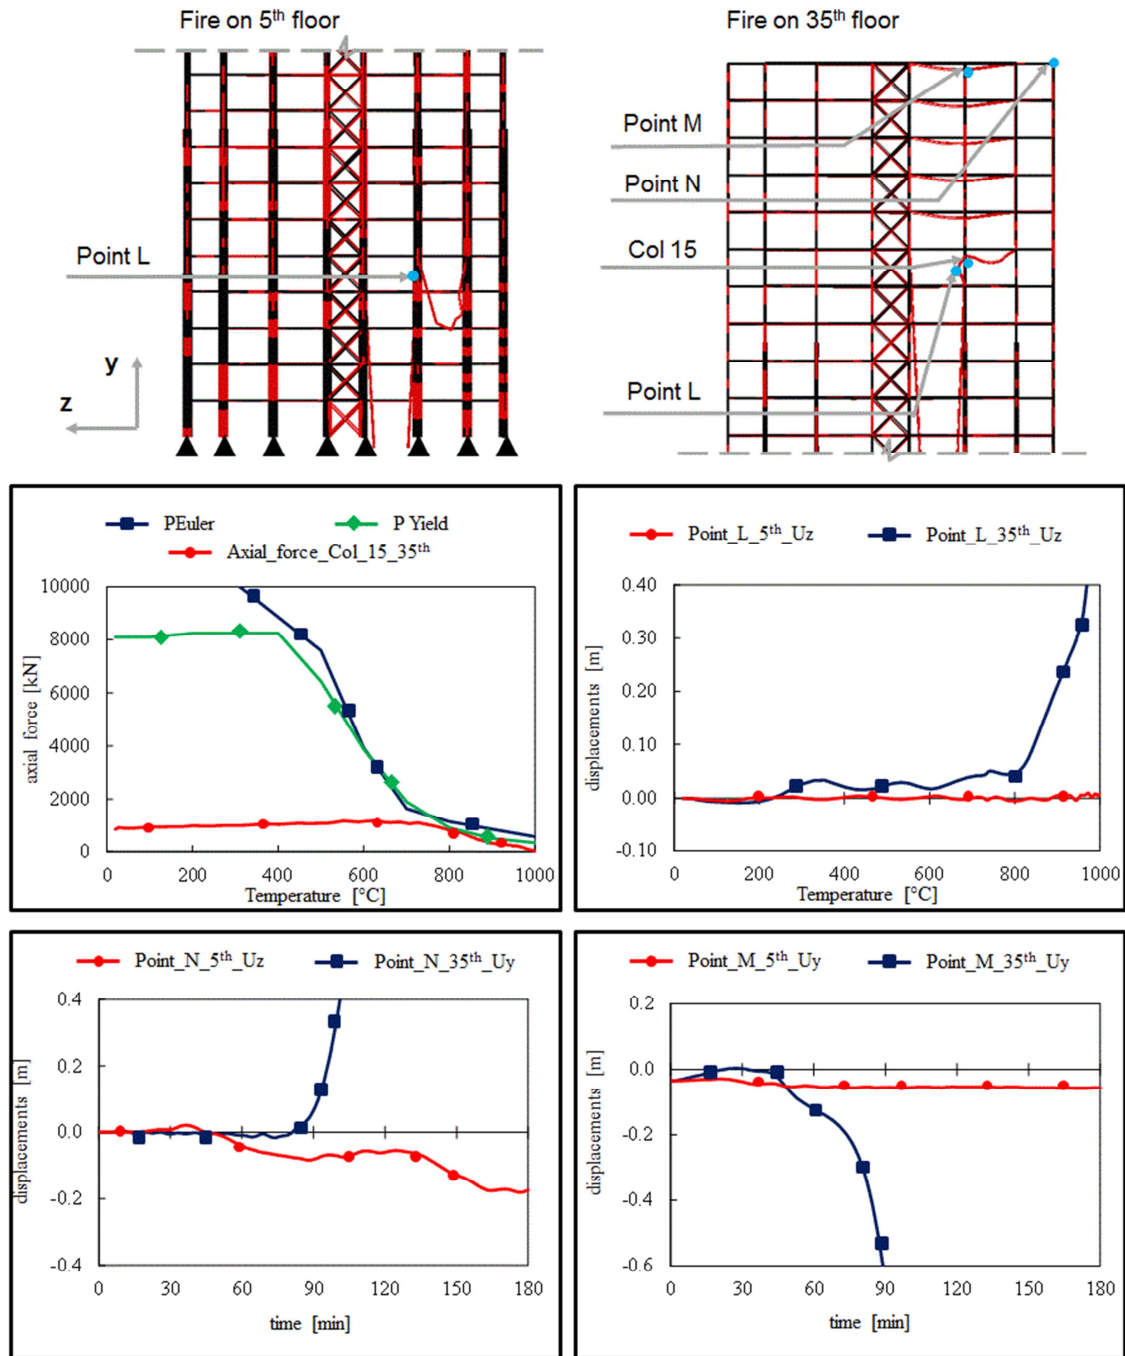 Fire on 5th floor
Fire on 35th floor
Point M
Point N
Point L
Col 15
y
z
Point L
PEuler
P Yield
Axial_force_Col_15_35th
axial force [kN]
10000
8000
6000
4000
2000
0
0
200
400
600
800
1000
Temperature [°C]
Point_L_5th_Uz
Point_L_35th_Uz
displacements [m]
0.40
0.30
0.20
0.10
0.00
-0.10
0
200
400
600
800
1000
Temperature [°C]
Point_N_5th_Uz
Point_N_35th_Uy
displacements [m]
0.4
0.2
0.0
-0.2
-0.4
0
30
60
90
120
150
180
time [min]
Point_M_5th_Uy
Point_M_35th_Uy
displacements [m]
0.2
0.0
-0.2
-0.4
-0.6
0
30
60
90
120
150
180
time [min]